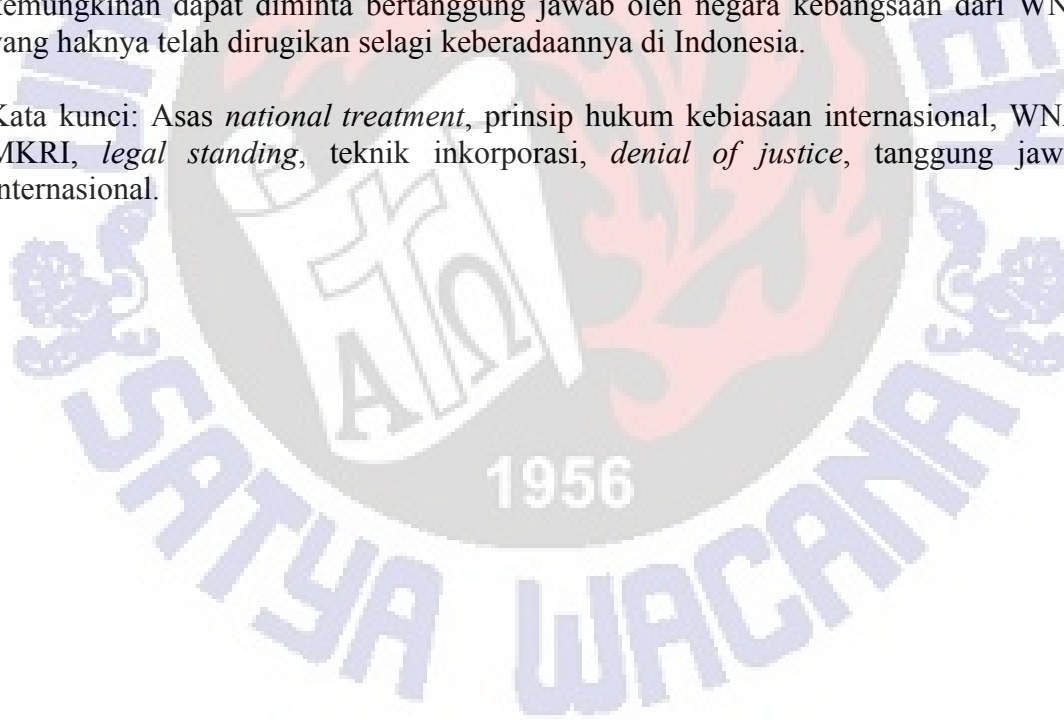 kemungkinan dapat diminta bertanggung jawab oleh negara kebangsaan dari WN
yang haknya telah dirugikan selagi keberadaannya di Indonesia.
Kata kunci: Asas national treatment, prinsip hukum kebiasaan internasional, WN
MKRI, legal standing, teknik inkorporasi, denial of justice, tanggung jaw
internasional.
1956
SATYA WACANA